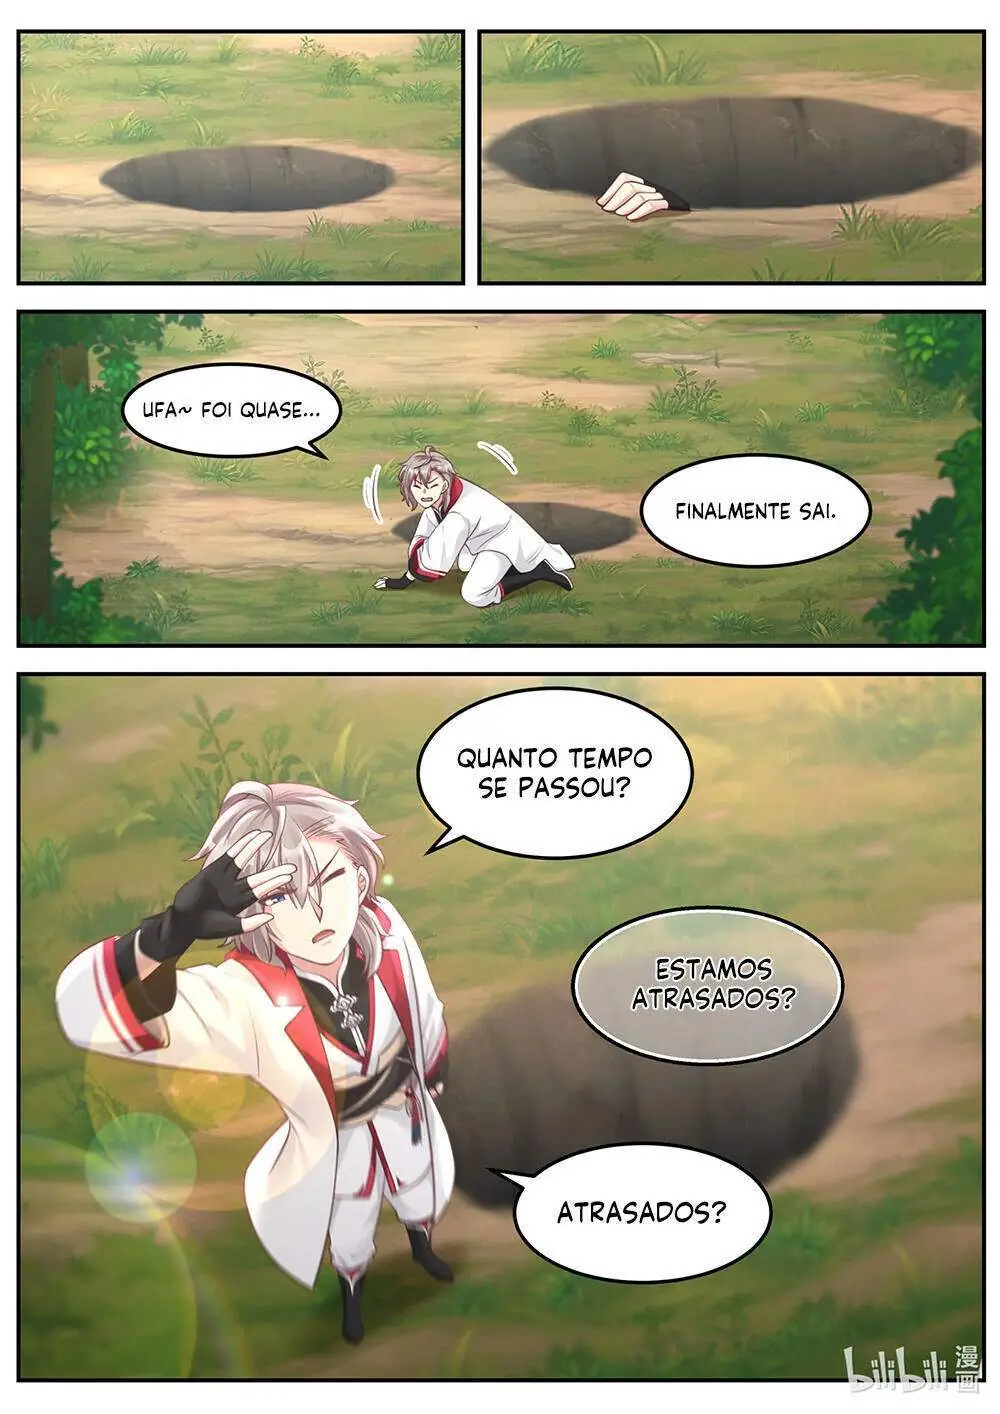 UFA~ FOI QUASE...
FINALMENTE SAI.
QUANTO TEMPO
SE PASSOU?
ESTAMOS
ATRASADOS?
ATRASADOS?
bilibili 漫画